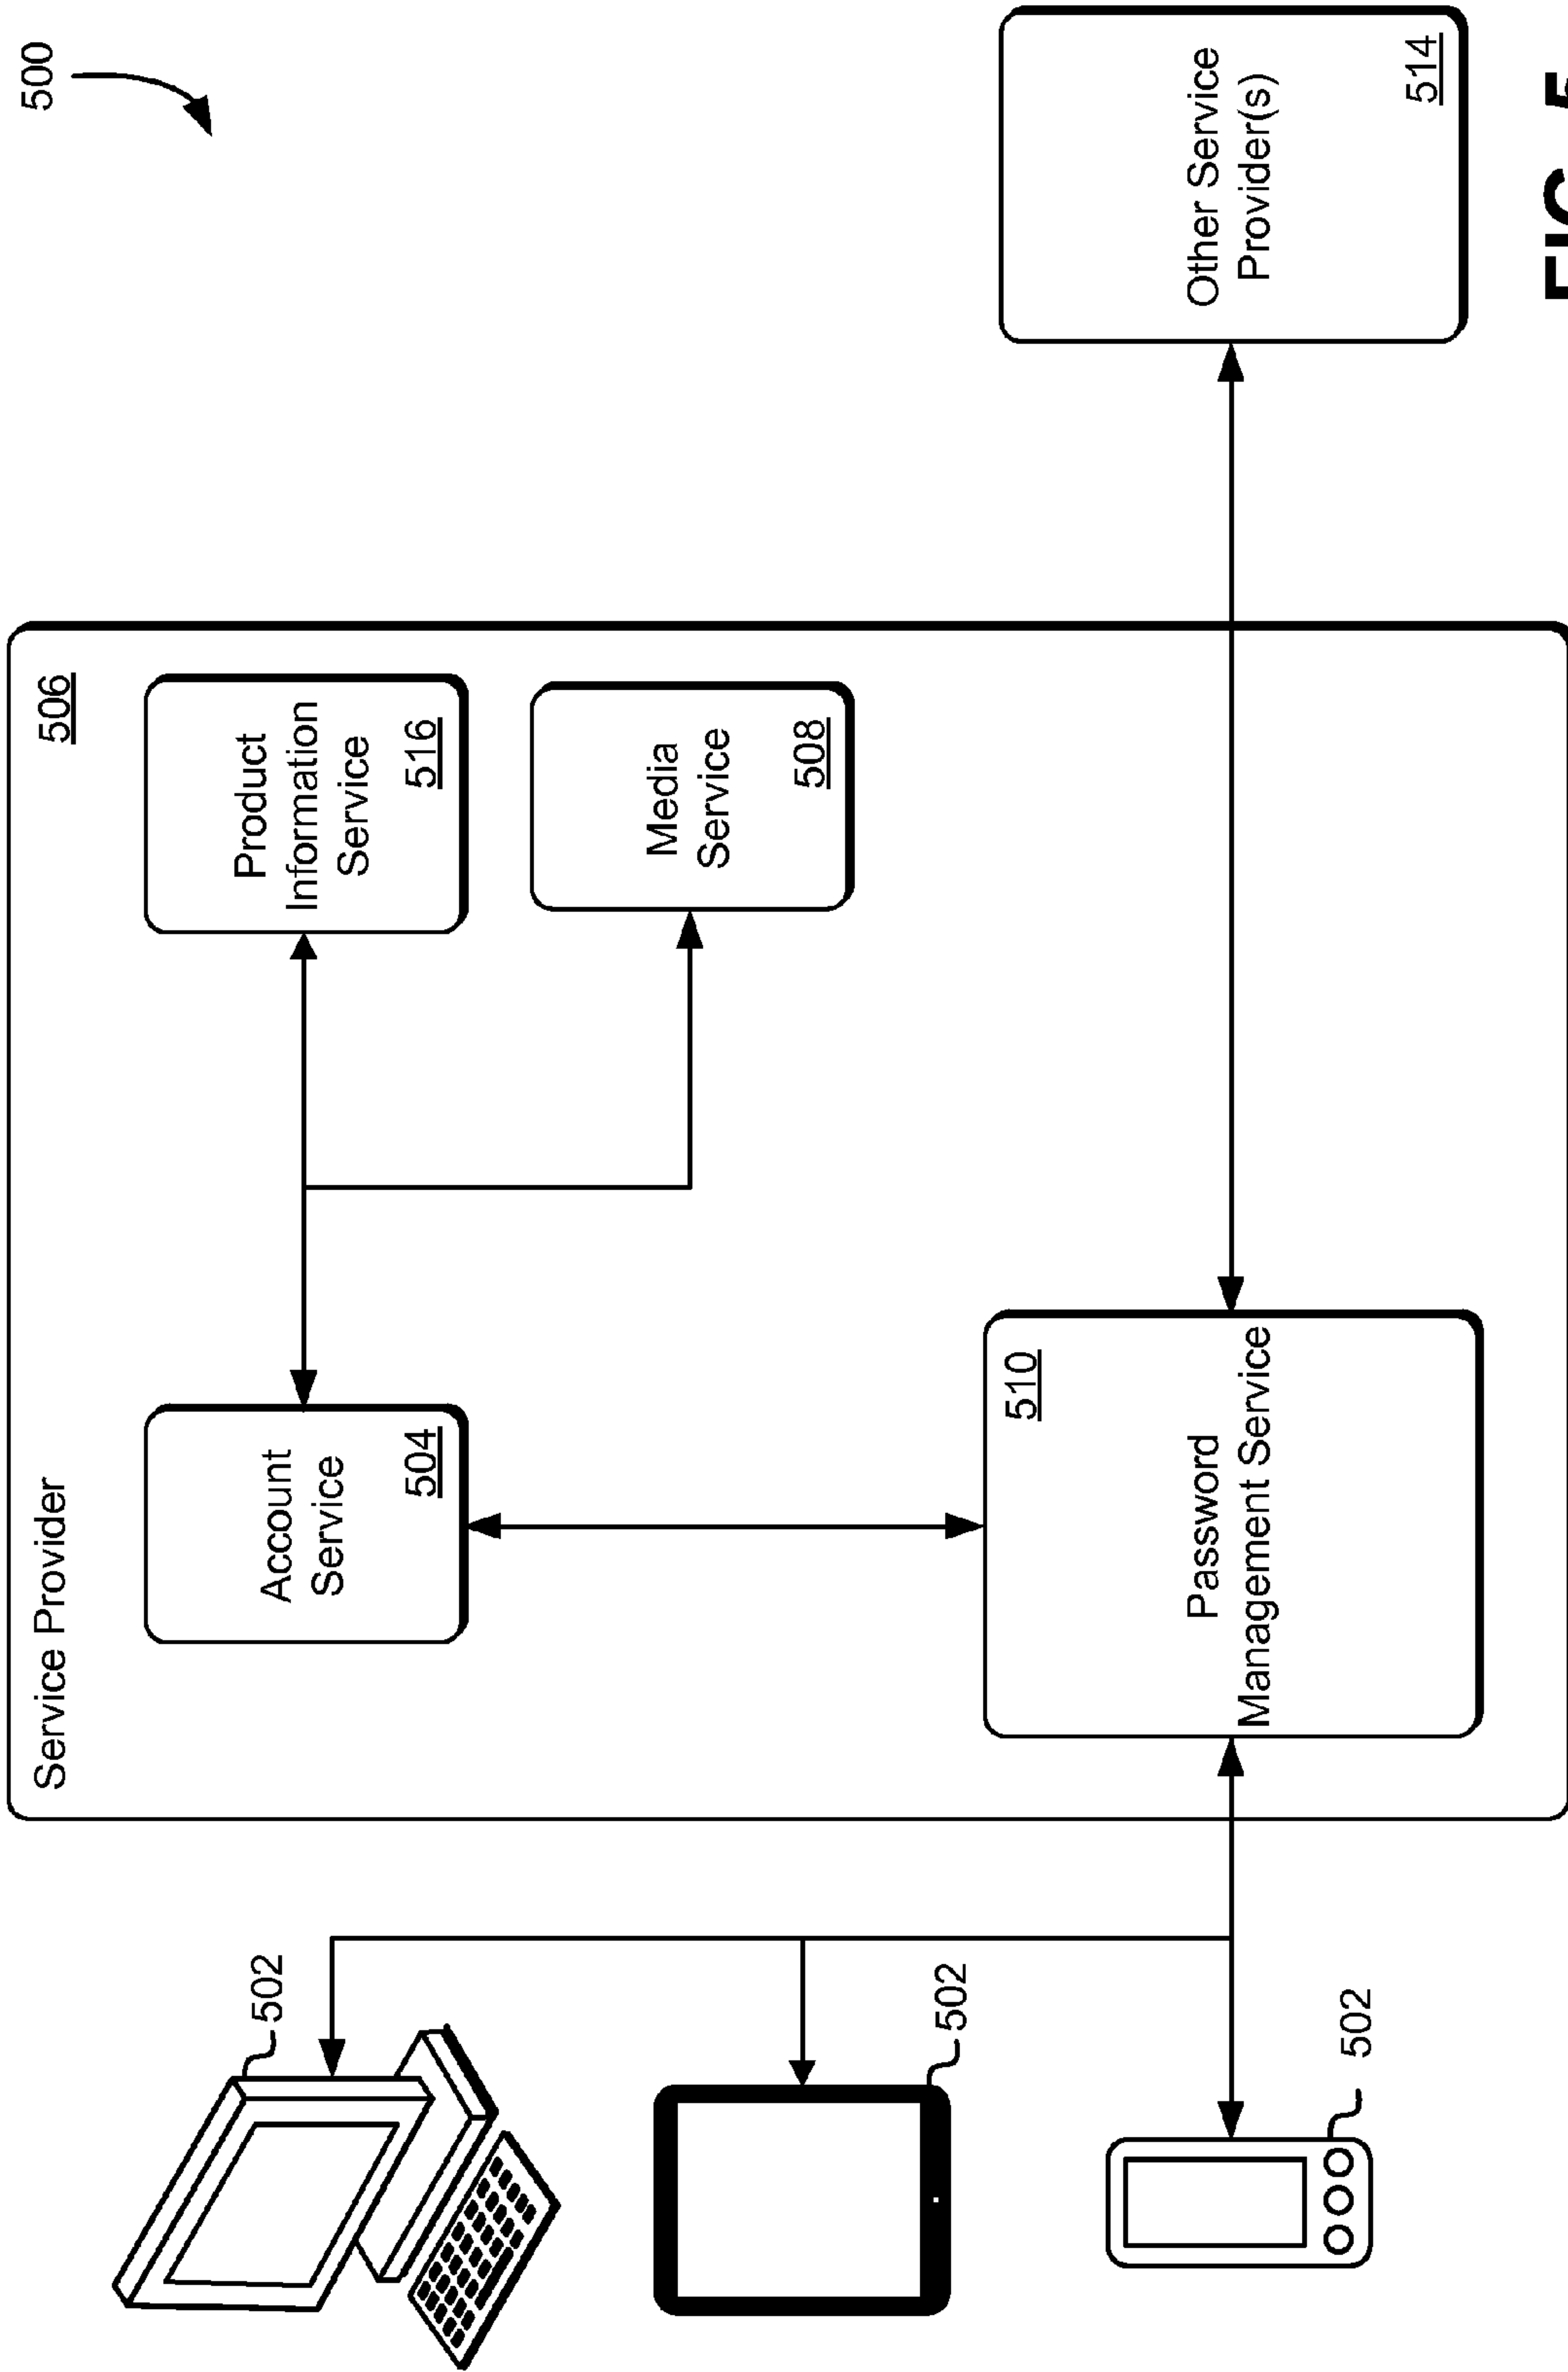 500
Service Provider
506
Account
Service
504
Product
Information
Service
516
Media
Service
508
510
Password
Management Service
Other Service
Provider(s)
514
502
502
502